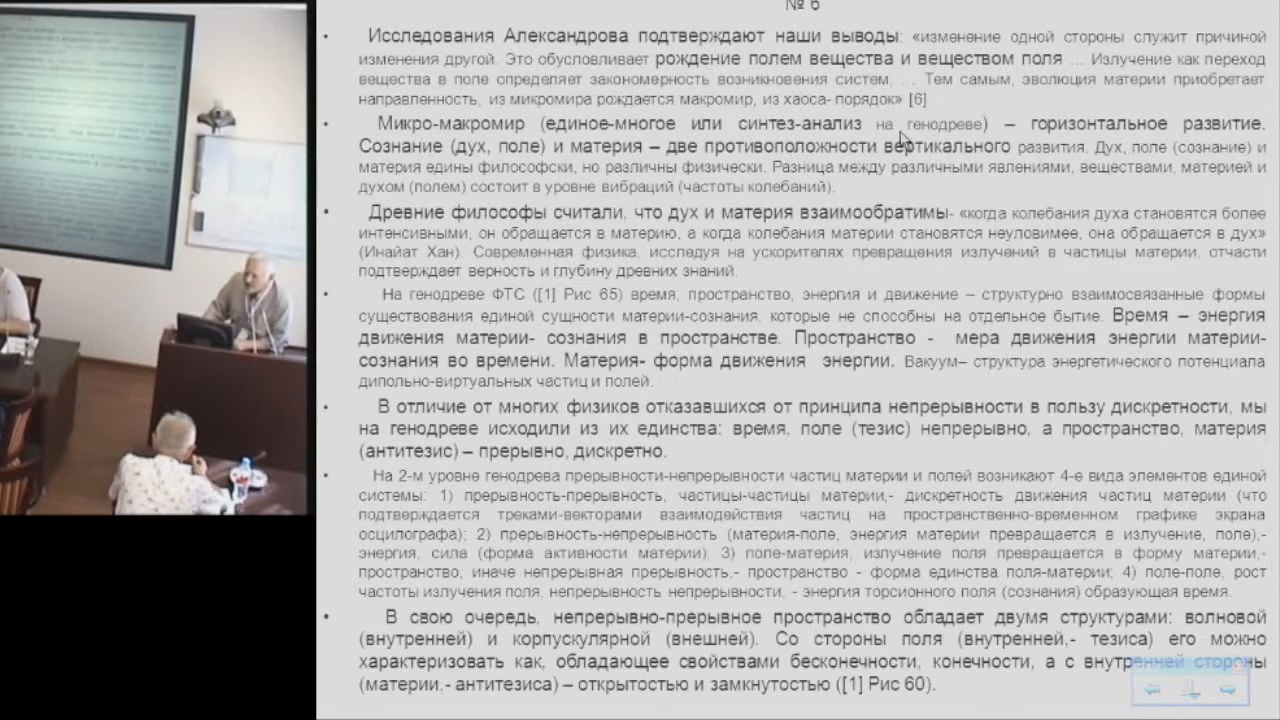 № 6
• Исследования Александрова подтверждают наши выводы: «изменение одной стороны служит причиной
изменения другой. Это обусловливает рождение полем вещества и веществом поля ... Излучение как переход
вещества в поле определяет закономерность возникновения систем, ... Тем самым, эволюция материи приобретает
направленность, из микромира рождается макромир, из хаоса- порядок» [6]
• Микро-макромир (единое-многое или синтез-анализ на генодреве) – горизонтальное развитие.
Сознание (дух, поле) и материя – две противоположности вертикального развития. Дух, поле (сознание) и
материя едины философски, но различны физически. Разница между различными явлениями, веществами, материей и
духом (полем) состоит в уровне вибраций (частоты колебаний).
• Древние философы считали, что дух и материя взаимообратимы- «когда колебания духа становятся более
интенсивными, он обращается в материю, а когда колебания материи становятся неуловимее, она обращается в дух»
(Инайат Хан). Современная физика, исследуя на ускорителях превращения излучений в частицы материи, отчасти
подтверждает верность и глубину древних знаний.
• На генодреве ФТС ([1] Рис 65) время, пространство, энергия и движение – структурно взаимосвязанные формы
существования единой сущности материи-сознания, которые не способны на отдельное бытие. Время – энергия
движения материи- сознания в пространстве. Пространство - мера движения энергии материи-
сознания во времени. Материя- форма движения энергии. Вакуум– структура энергетического потенциала
дипольно-виртуальных частиц и полей.
• В отличие от многих физиков отказавшихся от принципа непрерывности в пользу дискретности, мы
на генодреве исходили из их единства: время, поле (тезис) непрерывно, а пространство, материя
(антитезис) – прерывно, дискретно.
• На 2-м уровне генодрева прерывности-непрерывности частиц материи и полей возникают 4-е вида элементов единой
системы: 1) прерывность-прерывность, частицы-частицы материи,- дискретность движения частиц материи (что
подтверждается треками-векторами взаимодействия частиц на пространственно-временном графике экрана
осцилографа); 2) прерывность-непрерывность (материя-поле, энергия материи превращается в излучение, поле),-
энергия, сила (форма активности материи); 3) поле-материя, излучение поля превращается в форму материи,-
пространство, иначе непрерывная прерывность,- пространство - форма единства поля-материи; 4) поле-поле, рост
частоты излучения поля, непрерывность непрерывности, - энергия торсионного поля (сознания) образующая время.
• В свою очередь, непрерывно-прерывное пространство обладает двумя структурами: волновой
(внутренней) и корпускулярной (внешней). Со стороны поля (внутренней,- тезиса) его можно
характеризовать как, обладающее свойствами бесконечности, конечности, а с внутренней стороны
(материи,- антитезиса) – открытостью и замкнутостью ([1] Рис 60).